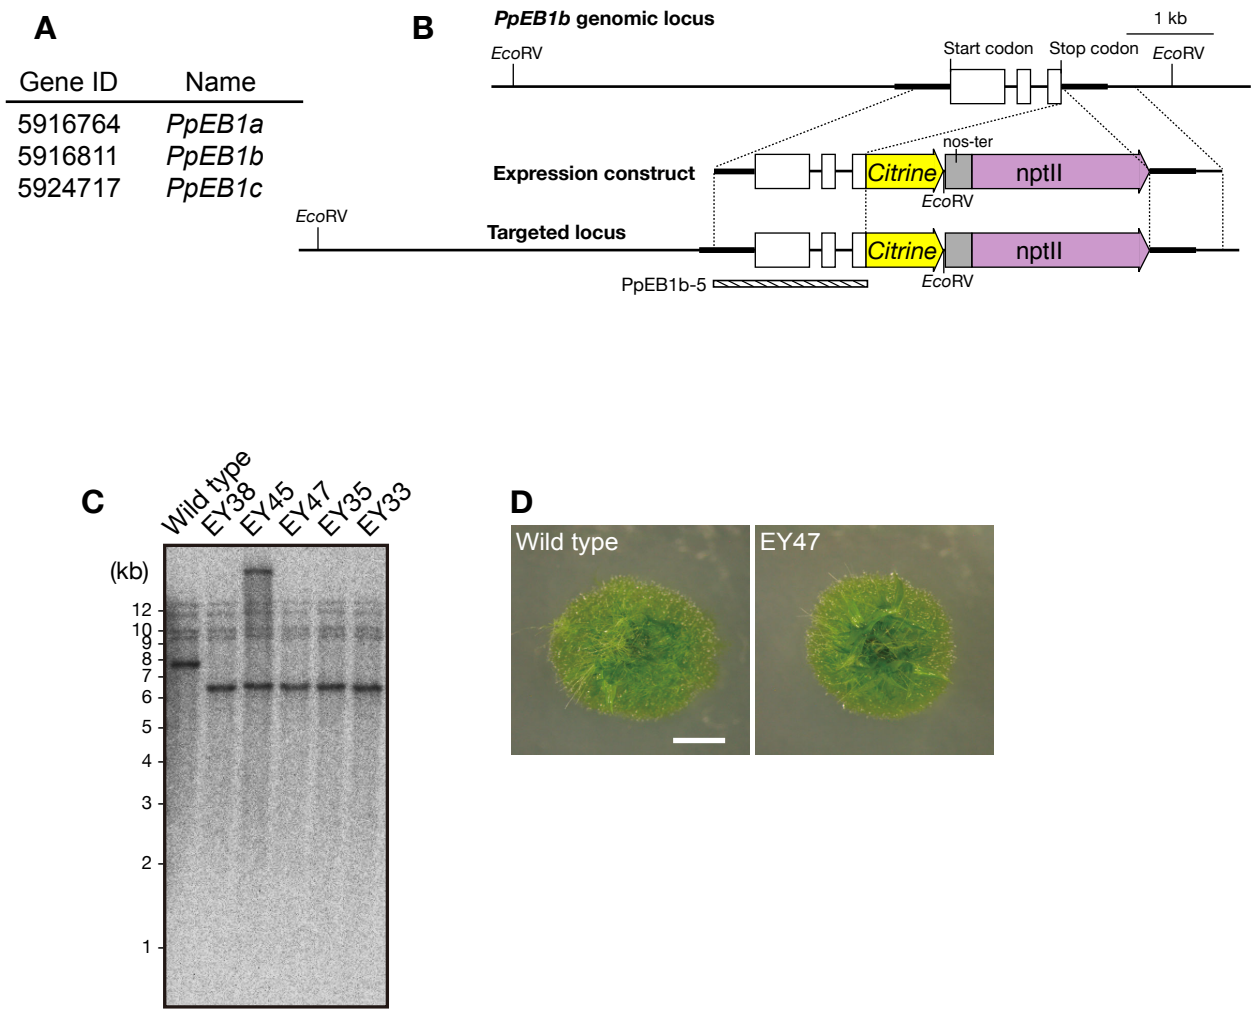 A
Gene ID Name
5916764 PpEB1a
5916811 PpEB1b
5924717 PpEB1c
B
PpEB1b genomic locus
1 kb
EcoRV
Start codon
Stop codon
EcoRV
nos-ter
Expression construct
Citrine
nptII
EcoRV
EcoRV
Targeted locus
Citrine
nptII
EcoRV
PpEB1b-5
C
Wild type
EY38
EY45
EY47
EY35
EY33
(kb)
12
10
9
8
7
6
5
4
3
2
1
D
Wild type
EY47